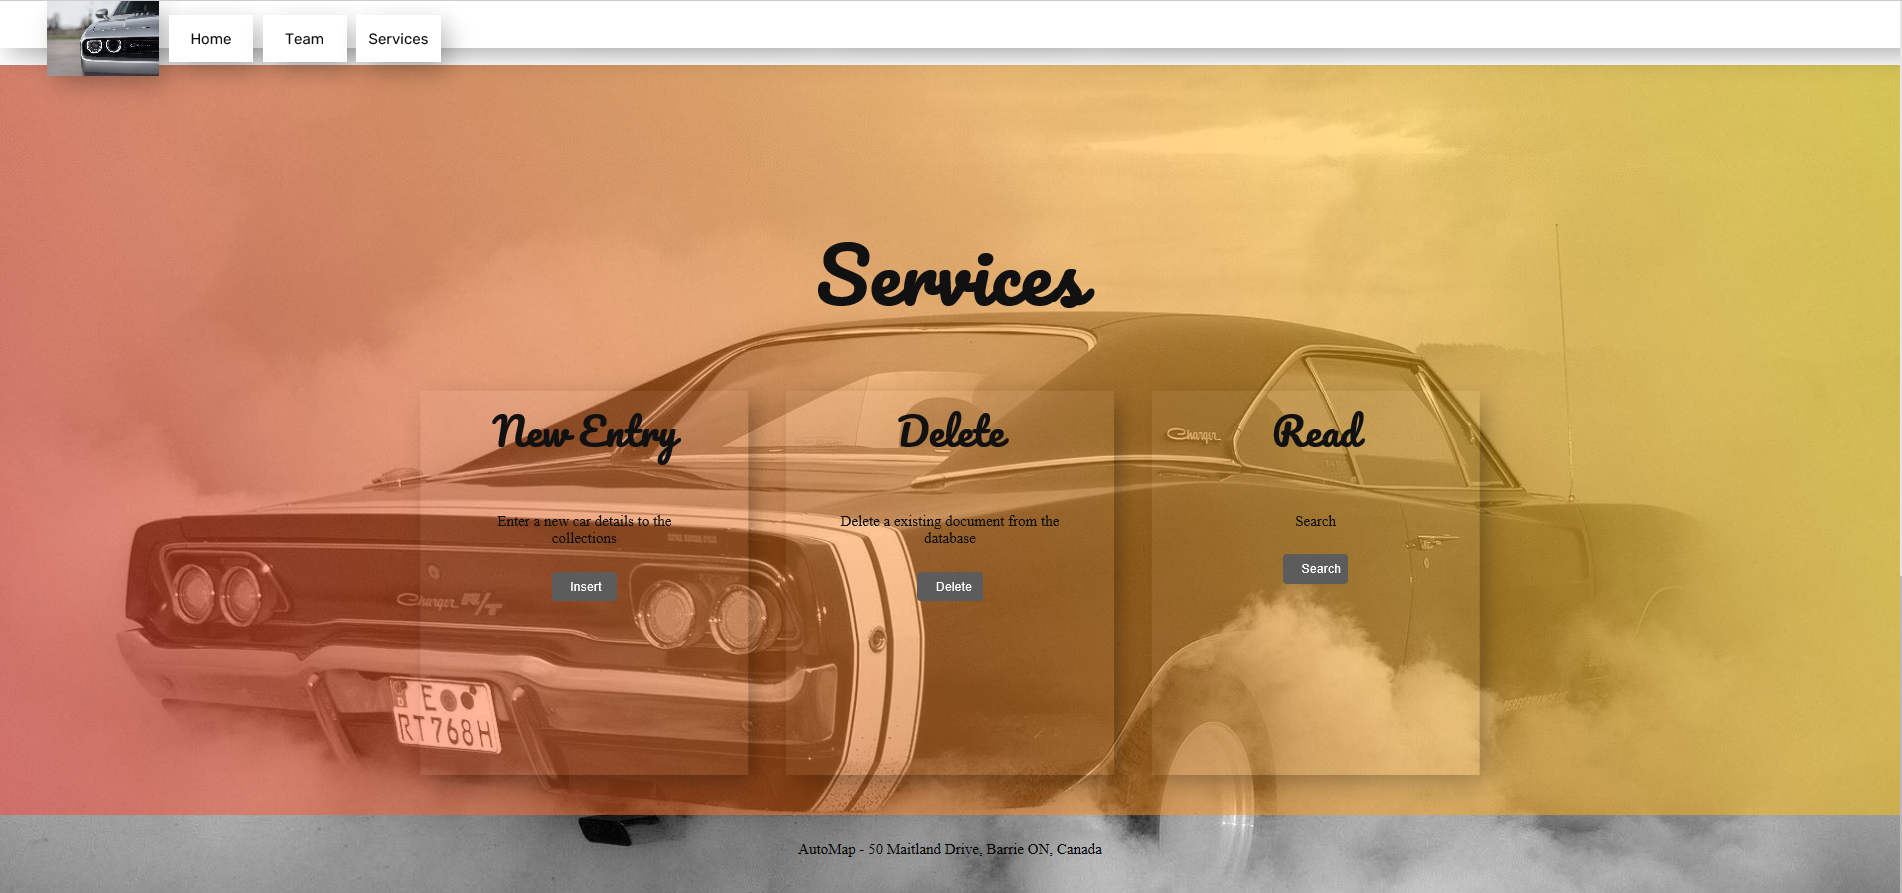 Home
Team
Services
Services
New Entry
Delete
Read
Charger
Enter a new car details to the
collections
Delete a existing document from the
database
Search
Insert
Delete
Search
Charger R/T
E
RT768H
AutoMap - 50 Maitland Drive, Barrie ON, Canada